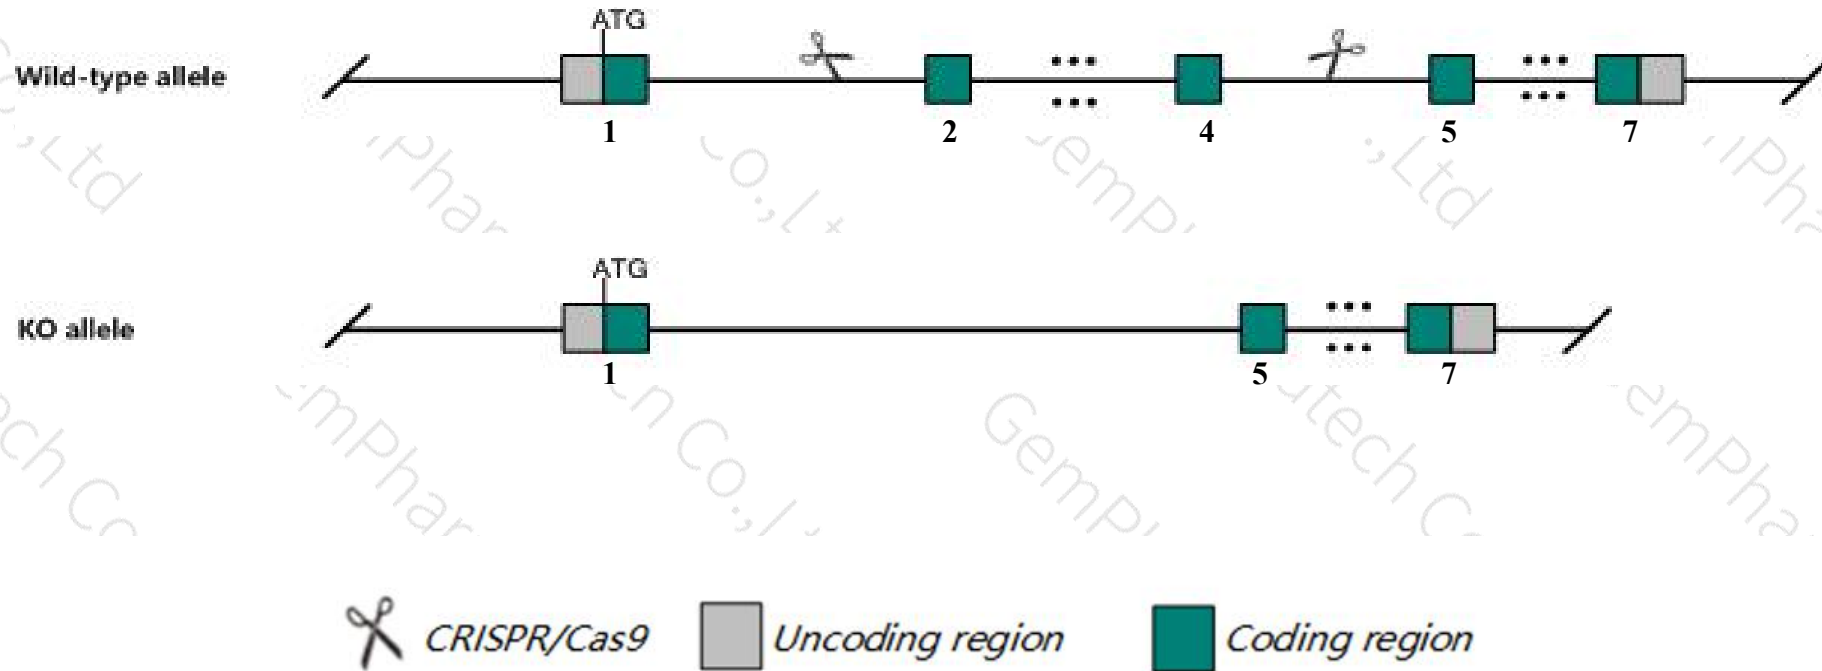 ATG
Wild-type allele
1 2 4 5 7
ATG
KO allele
1 5 7
CRISPR/Cas9 Uncoding region Coding region
GemP